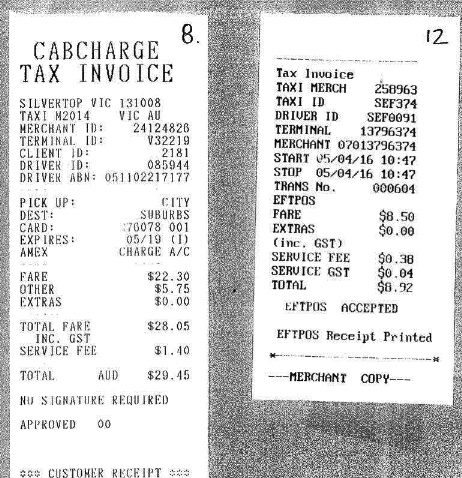 8.
CABCHARGE
TAX INVOICE
SILVERTOP VIC 131008
TAXI N2014 VIC AU
MERCHANT ID: 24124826
TERMINAL ID: V32219
CLIENT ID: 2181
DRIVER ID: 085944
DRIVER ABN: 051102217177
----
PICK UP: CITY
DEST: SUBURBS
CARD: 70078 001
EXPIRES: 05/19 (I)
AMEX CHARGE A/C
----
FARE $22.30
OTHER $5.75
EXTRAS $0.00
----
TOTAL FARE $28.05
INC. GST
SERVICE FEE $1.40
TOTAL AUD $29.45
NO SIGNATURE REQUIRED
APPROVED 00
*** CUSTOMER RECEIPT ***
12
Tax Invoice
TAXI MERCH 258963
TAXI ID SEF374
DRIVER ID SEF0091
TERMINAL 13796374
MERCHANT 07013796374
START 05/04/16 10:47
STOP 05/04/16 10:47
TRANS No. 000604
EFTPOS
FARE $8.50
EXTRAS $0.00
(inc. GST)
SERVICE FEE $0.38
SERVICE GST $0.04
TOTAL $8.92
EFTPOS ACCEPTED
EFTPOS Receipt Printed
*--------------------*
---MERCHANT COPY---